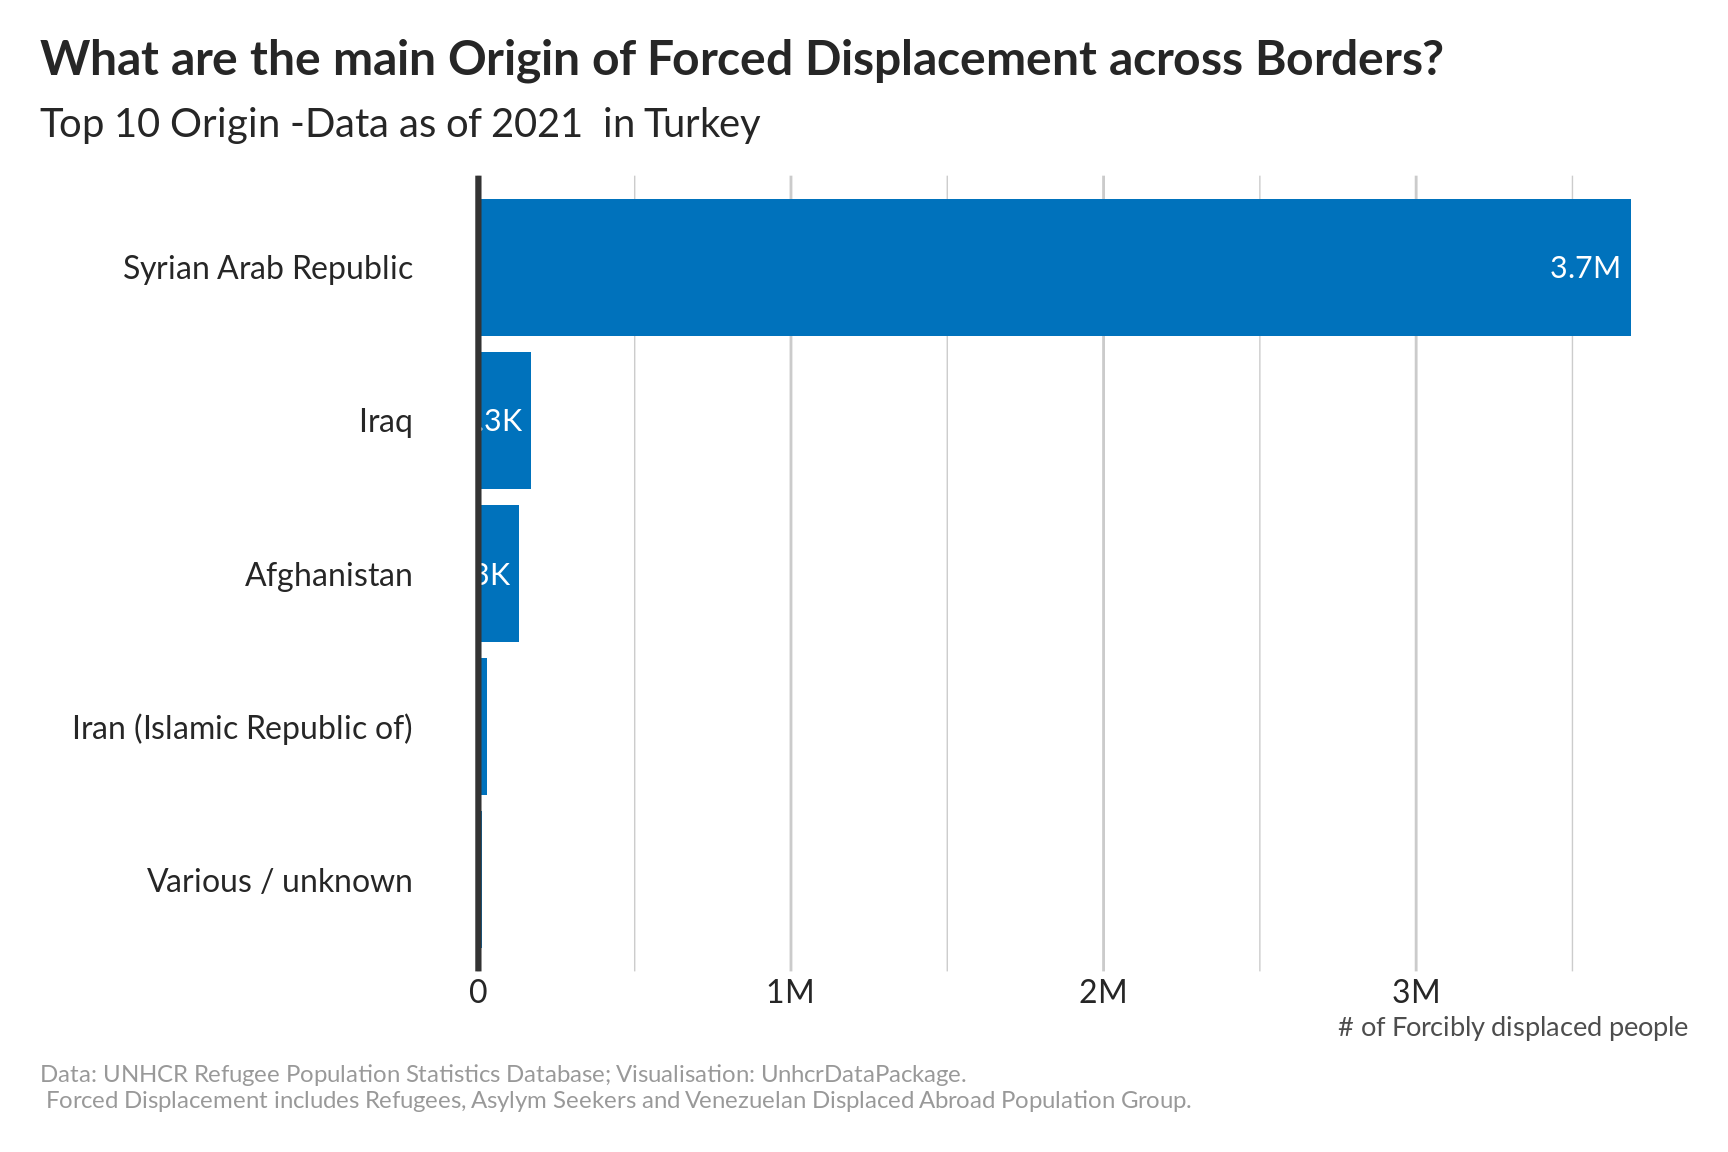 What are the main Origin of Forced Displacement across Borders?
Top 10 Origin -Data as of 2021  in Turkey
Syrian Arab Republic
3.7M
Iraq
.3K
Afghanistan
3K
Iran (Islamic Republic of)
Various / unknown
0 1M 2M 3M
# of Forcibly displaced people
Data: UNHCR Refugee Population Statistics Database; Visualisation: UnhcrDataPackage.
Forced Displacement includes Refugees, Asylym Seekers and Venezuelan Displaced Abroad Population Group.